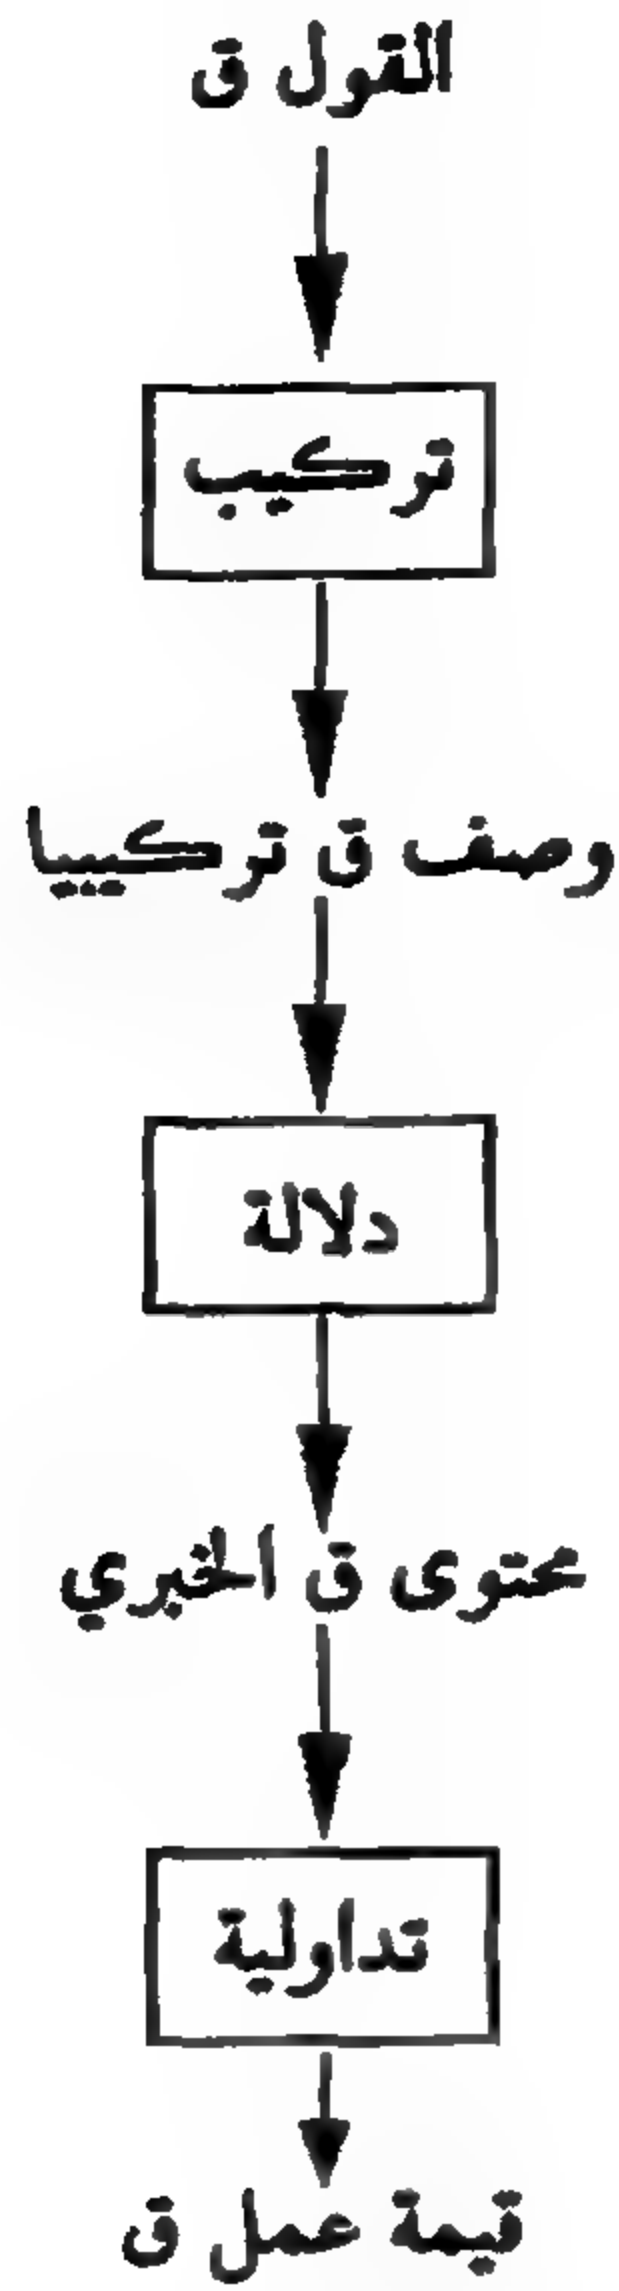 القول ق
تركيب
وصف ق تركيبيا
دلالة
محتوى ق الخبري
تداولية
قيمة عمل ق